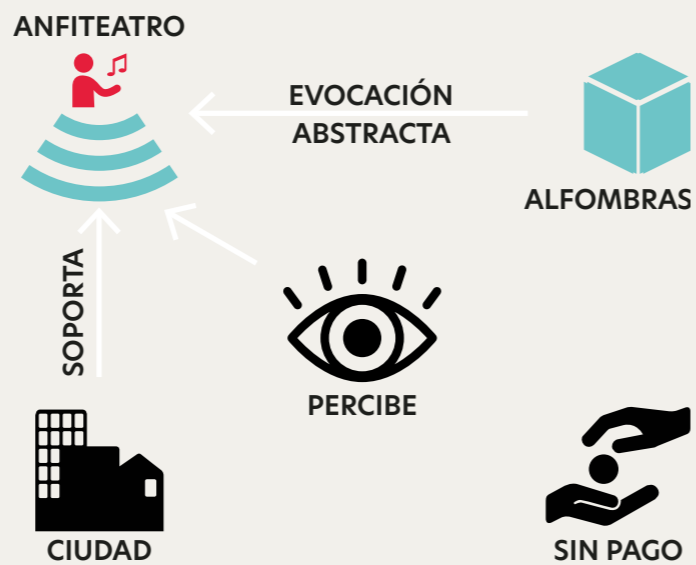 ANFITEATRO
EVOCACIÓN
ABSTRACTA
ALFOMBRAS
SOPORTA
PERCIBE
CIUDAD
SIN PAGO